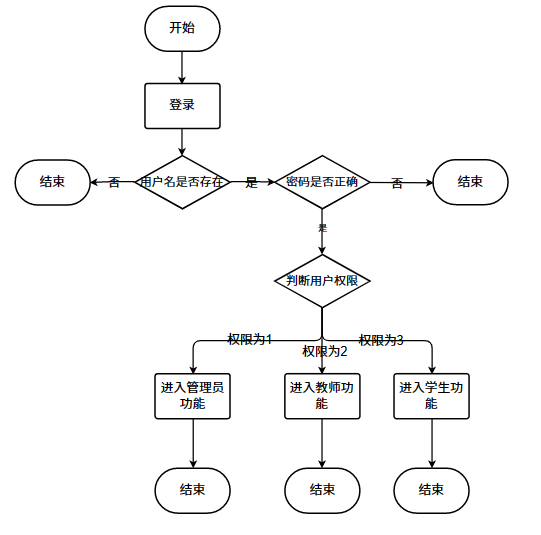 开始
登录
结束
否
用户名是否存在
是
密码是否正确
否
结束
是
判断用户权限
权限为1
权限为2
权限为3
进入管理员
功能
进入教师功
能
进入学生功
能
结束
结束
结束